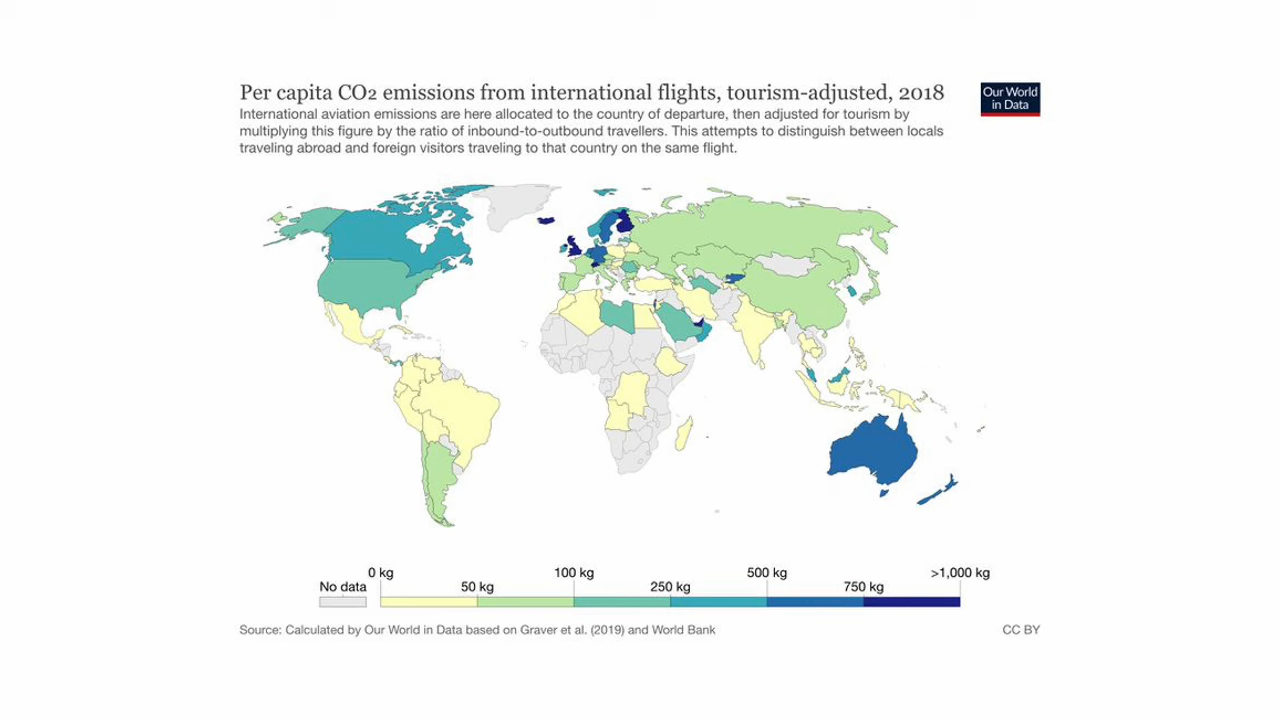 Per capita CO2 emissions from international flights, tourism-adjusted, 2018
Our World
in Data
International aviation emissions are here allocated to the country of departure, then adjusted for tourism by
multiplying this figure by the ratio of inbound-to-outbound travellers. This attempts to distinguish between locals
traveling abroad and foreign visitors traveling to that country on the same flight.
0 kg 100 kg 500 kg >1,000 kg
No data 50 kg 250 kg 750 kg
Source: Calculated by Our World in Data based on Graver et al. (2019) and World Bank
CC BY